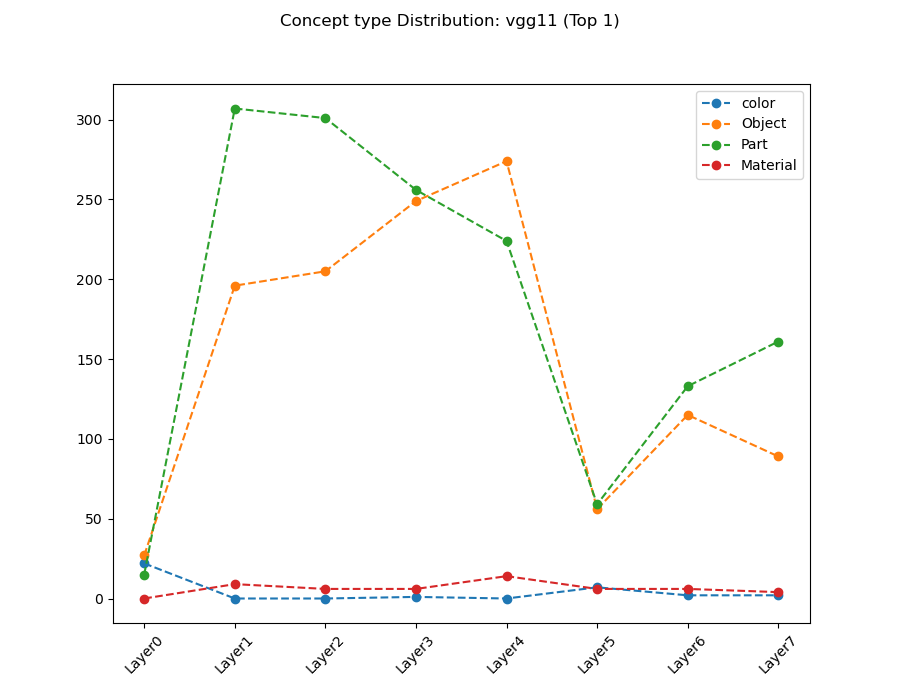 Concept type Distribution: vgg11 (Top 1)
color
Object
Part
Material
300
250
200
150
100
50
0
Layer0
Layer1
Layer2
Layer3
Layer4
Layer5
Layer6
Layer7